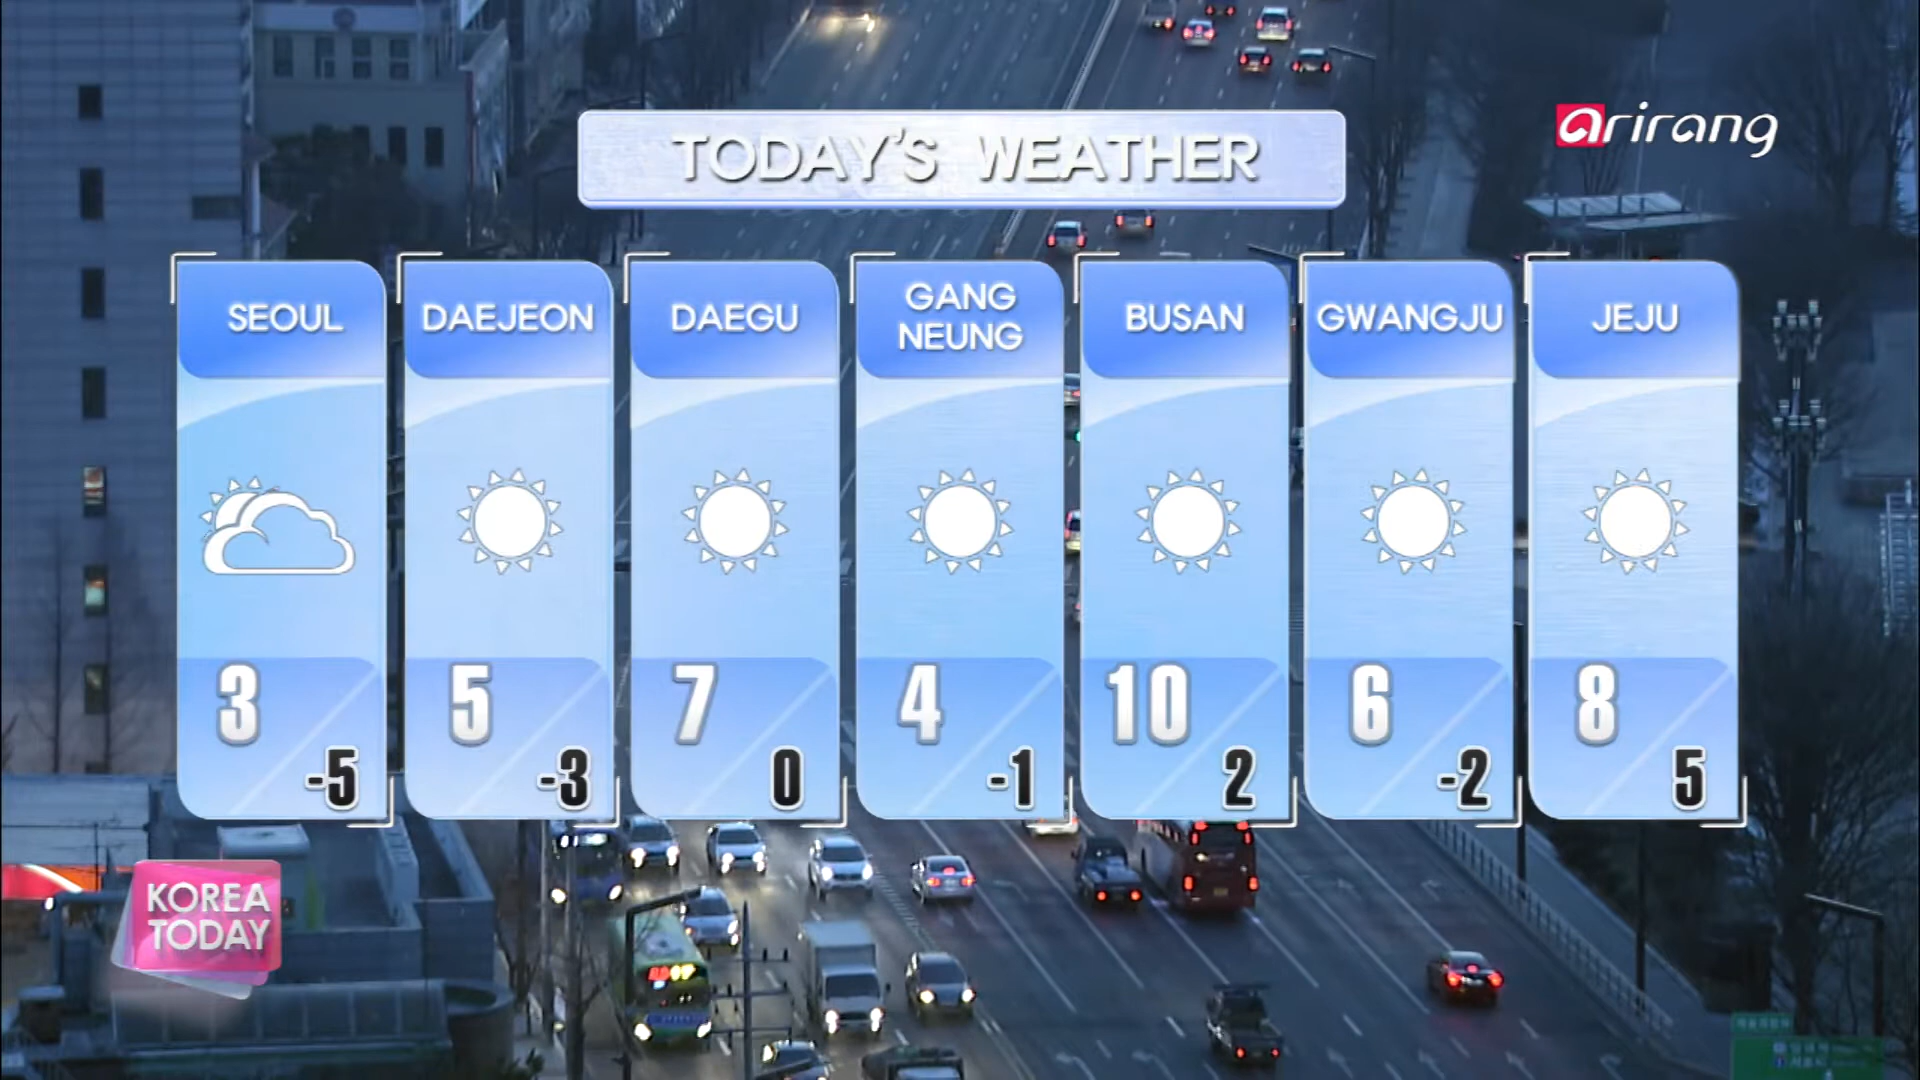 TODAY'S WEATHER
arirang
SEOUL
DAEJEON
DAEGU
GANG
NEUNG
BUSAN
GWANGJU
JEJU
3
-5
5
-3
7
0
4
-1
10
2
6
-2
8
5
KOREA
TODAY